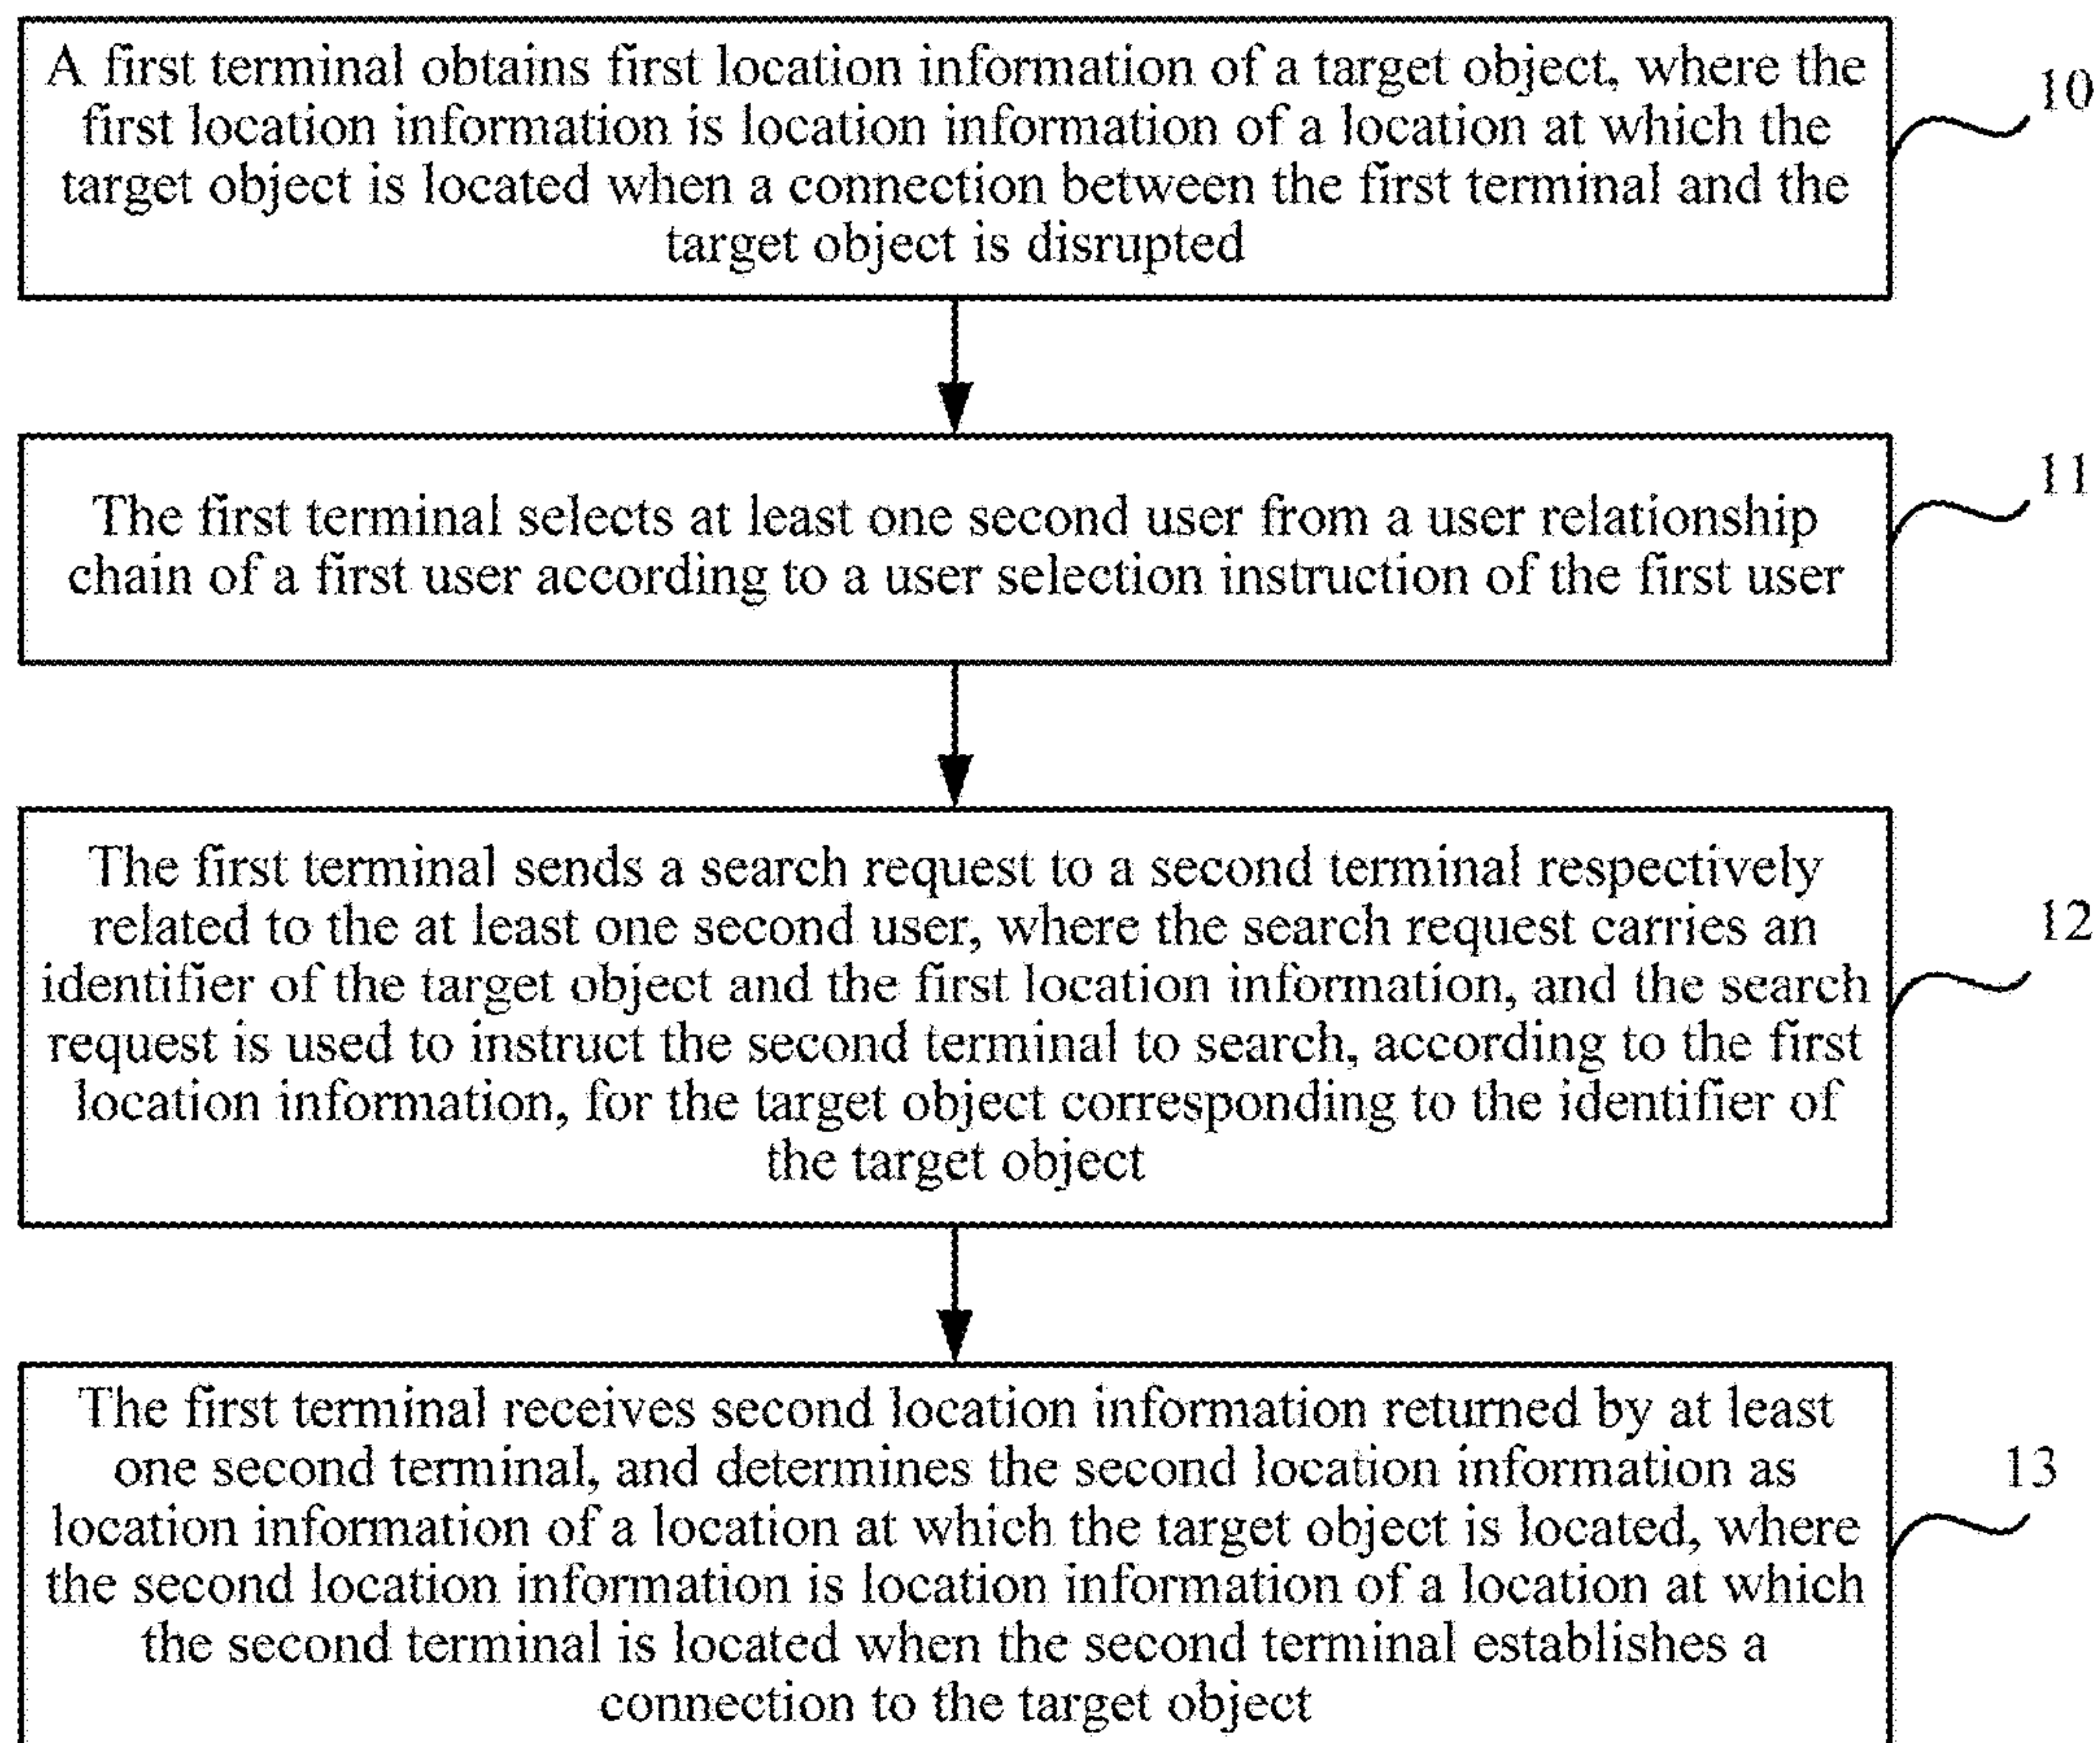 A first terminal obtains first location information of a target object, where the
first location information is location information of a location at which the
target object is located when a connection between the first terminal and the
target object is disrupted
10
The first terminal selects at least one second user from a user relationship
chain of a first user according to a user selection instruction of the first user
11
The first terminal sends a search request to a second terminal respectively
related to the at least one second user, where the search request carries an
identifier of the target object and the first location information, and the search
request is used to instruct the second terminal to search, according to the first
location information, for the target object corresponding to the identifier of
the target object
12
The first terminal receives second location information returned by at least
one second terminal, and determines the second location information as
location information of a location at which the target object is located, where
the second location information is location information of a location at which
the second terminal is located when the second terminal establishes a
connection to the target object
13